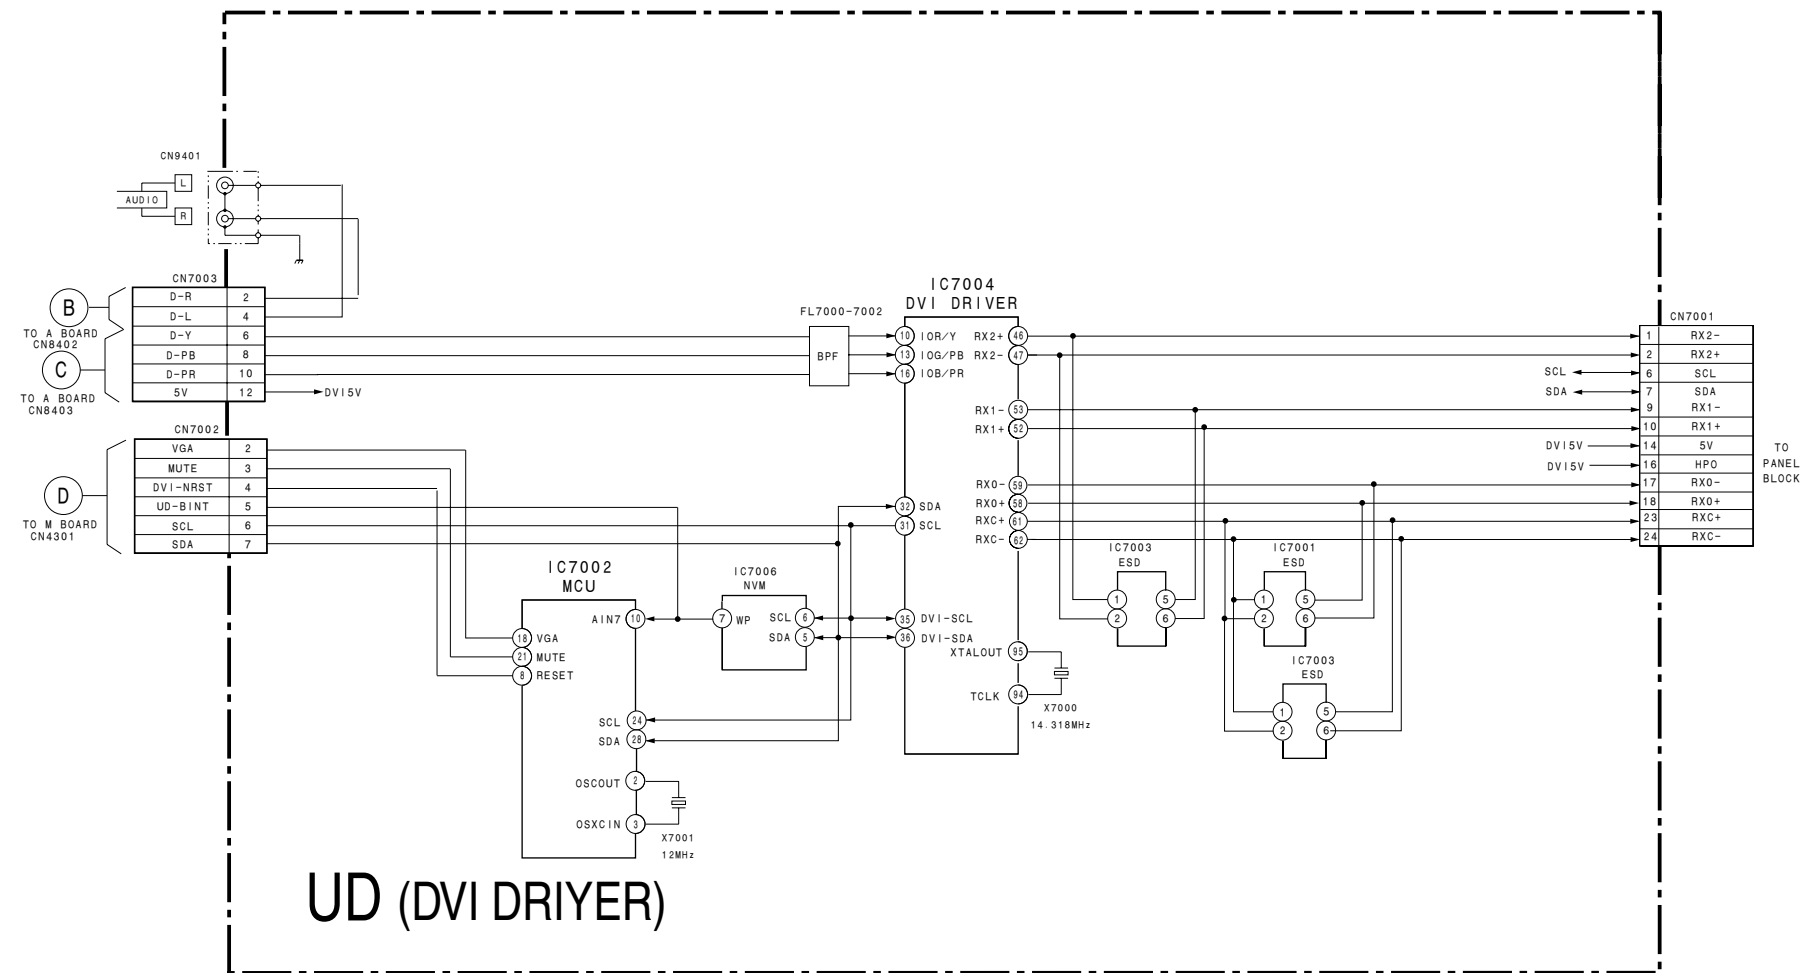 CN9401
L
AUDIO
R
CN7003
D-R 2
D-L 4
D-Y 6
D-PB 8
D-PR 10
5V 12
DVI5V
B
TO A BOARD
CN8402
C
TO A BOARD
CN8403
CN7002
VGA 2
MUTE 3
DVI-NRST 4
UD-BINT 5
SCL 6
SDA 7
D
TO M BOARD
CN4301
FL7000-7002
BPF
IC7004
DVI DRIVER
10 IOR/Y RX2+ 46
13 IOG/PB RX2- 47
16 IOB/PR
RX1- 53
RX1+ 52
RX0- 59
32 SDA RX0+ 58
31 SCL RXC+ 61
RXC- 62
35 DVI-SCL
36 DVI-SDA
XTALOUT 95
TCLK 94
X7000
14.318MHz
IC7002
MCU
AIN7 10
18 VGA
21 MUTE
8 RESET
SCL 24
SDA 28
OSCOUT 2
OSXCIN 3
X7001
12MHz
IC7006
NVM
7 WP SCL 6
SDA 5
IC7003
ESD
1 5
2 6
IC7001
ESD
1 5
2 6
IC7003
ESD
1 5
2 6
CN7001
1 RX2-
2 RX2+
SCL 6 SCL
SDA 7 SDA
9 RX1-
10 RX1+
DVI5V 14 5V
DVI5V 16 HPO
17 RX0-
18 RX0+
23 RXC+
24 RXC-
TO
PANEL
BLOCK
UD (DVI DRIYER)